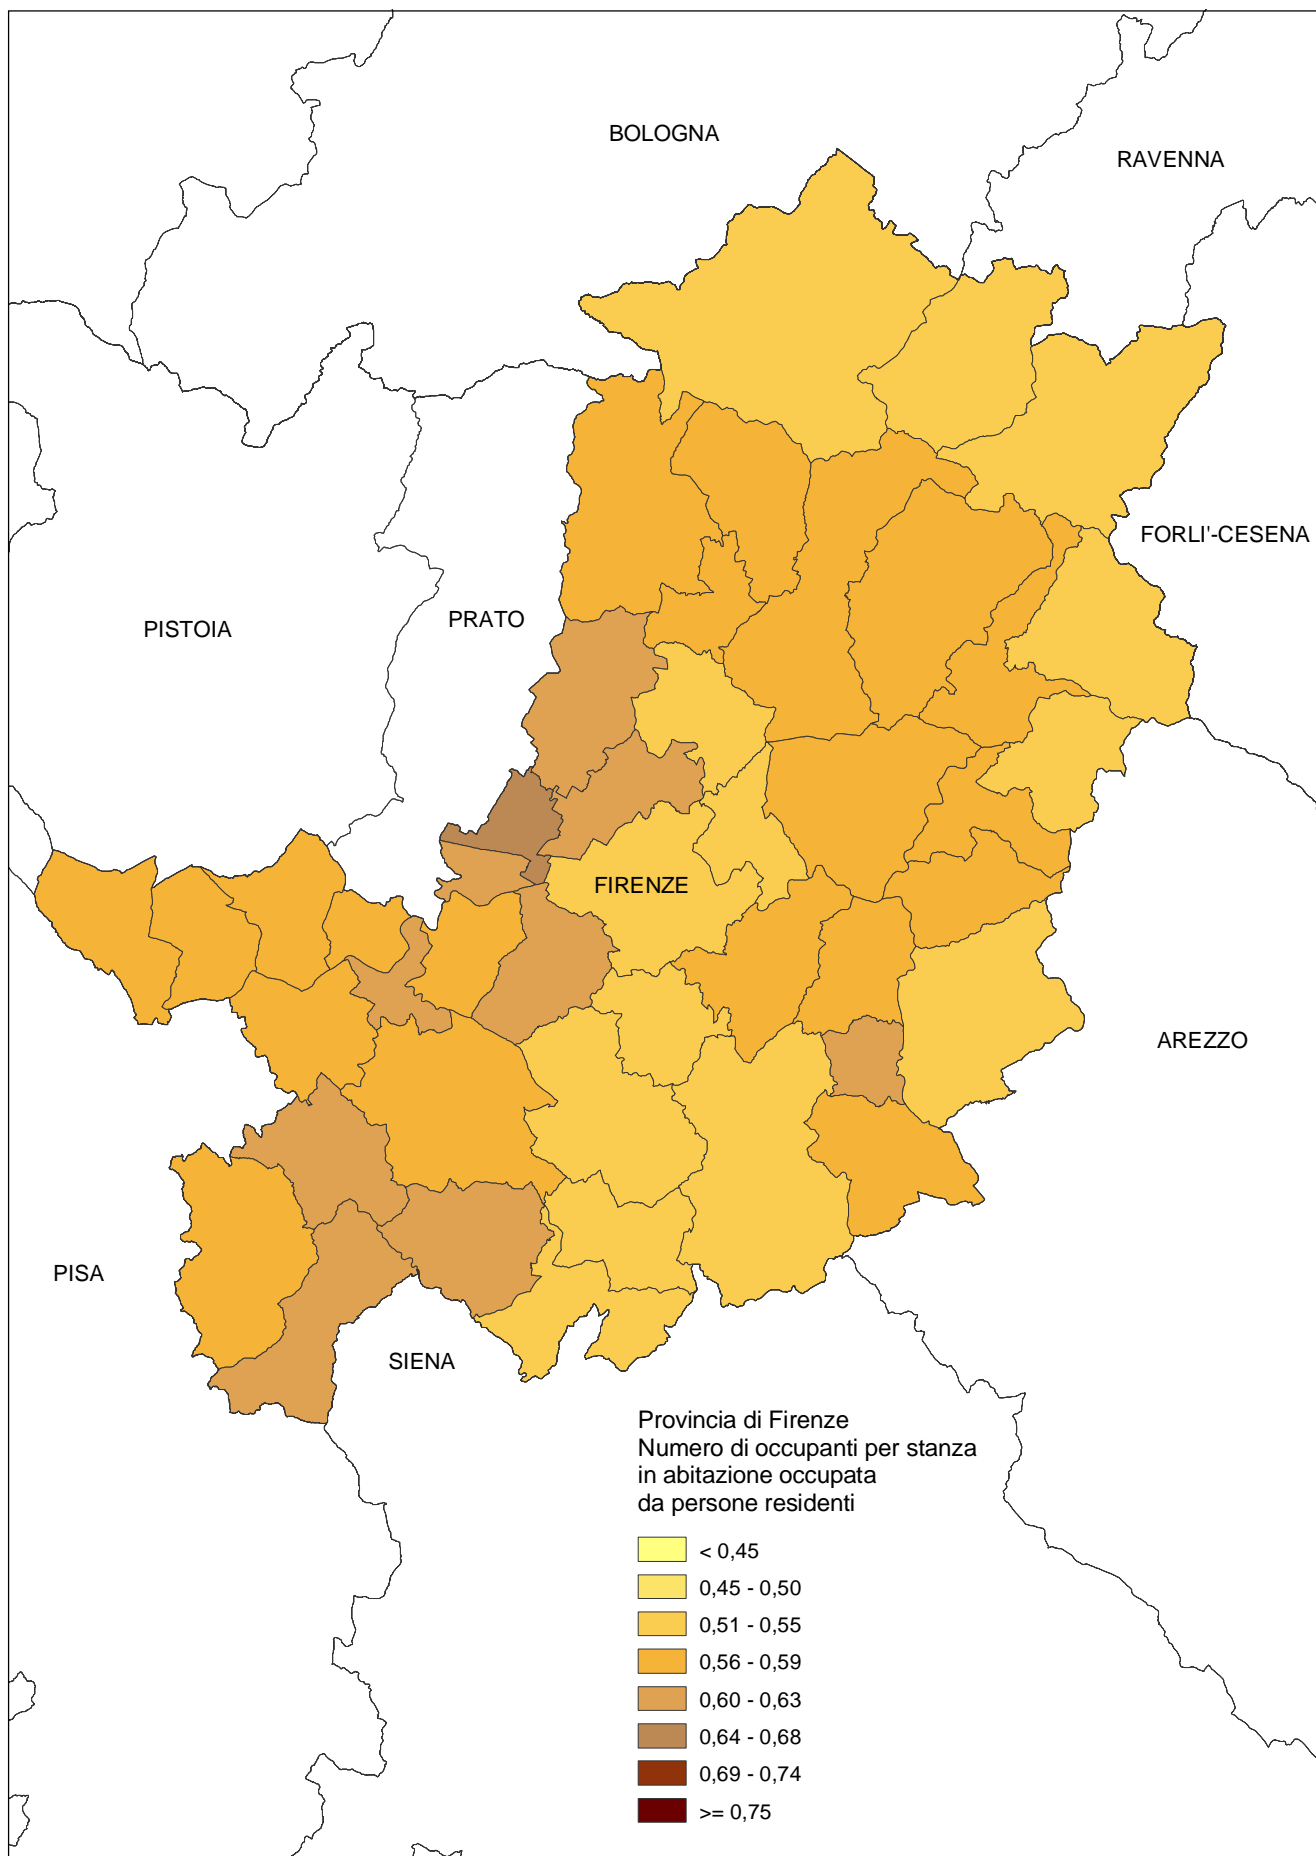 BOLOGNA
RAVENNA
FORLI'-CESENA
PISTOIA
PRATO
FIRENZE
AREZZO
PISA
SIENA
Provincia di Firenze
Numero di occupanti per stanza
in abitazione occupata
da persone residenti
< 0,45
0,45 - 0,50
0,51 - 0,55
0,56 - 0,59
0,60 - 0,63
0,64 - 0,68
0,69 - 0,74
>= 0,75